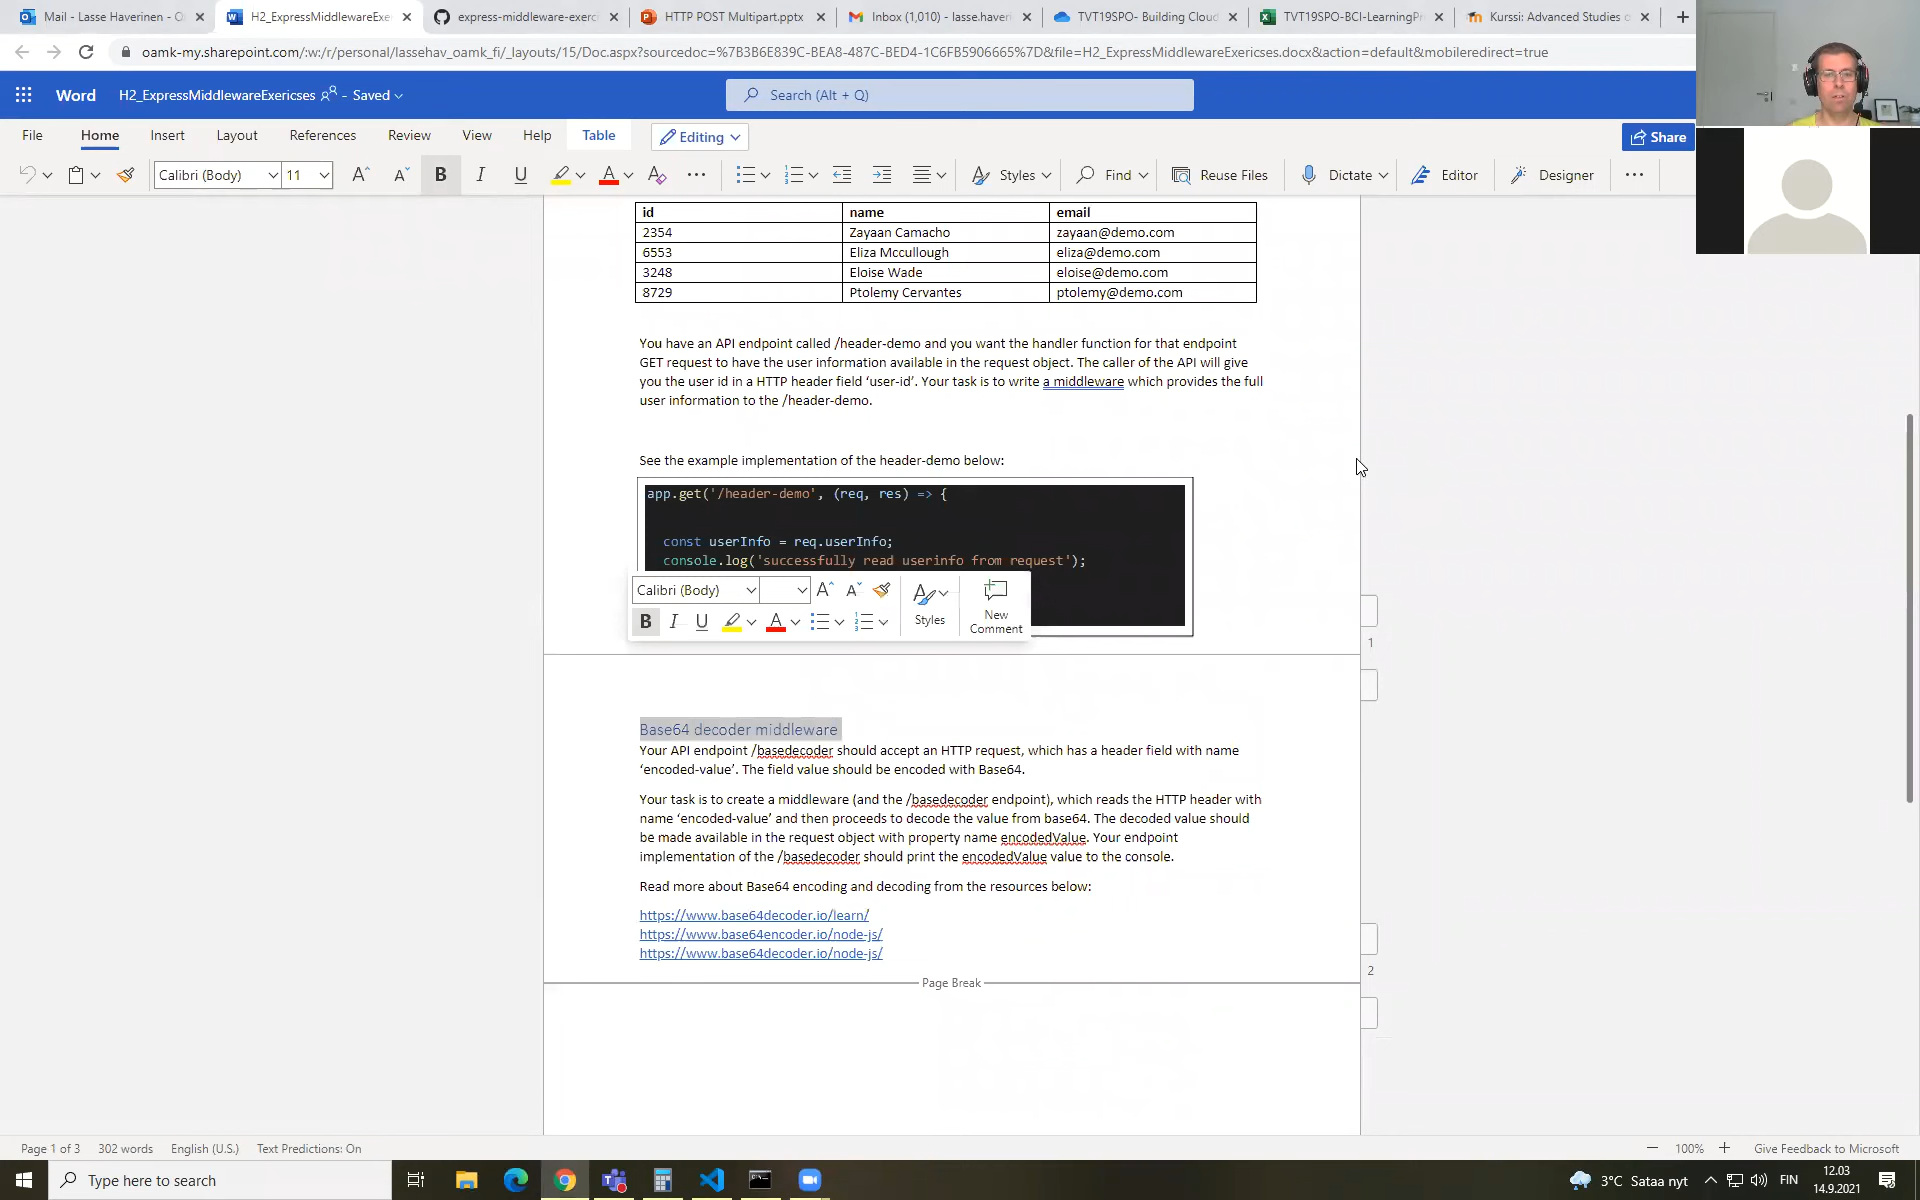 Mail - Lasse Haverinen - O
H2_ExpressMiddlewareExe
express-middleware-exerc
HTTP POST Multipart.pptx
Inbox (1,010) - lasse.haver
TVT19SPO- Building Cloud
TVT19SPO-BCI-LearningPr
Kurssi: Advanced Studies o
oamk-my.sharepoint.com/:w:/r/personal/lassehav_oamk_fi/_layouts/15/Doc.aspx?sourcedoc=%7B3B6E839C-BEA8-487C-BED4-1C6FB5906665%7D&file=H2_ExpressMiddlewareExericses.docx&action=default&mobileredirect=true
Word H2_ExpressMiddlewareExericses - Saved
Search (Alt + Q)
File Home Insert Layout References Review View Help Table Editing Share
Calibri (Body) 11 B I U A Styles Find Reuse Files Dictate Editor Designer
id name email
2354 Zayaan Camacho zayaan@demo.com
6553 Eliza Mccullough eliza@demo.com
3248 Eloise Wade eloise@demo.com
8729 Ptolemy Cervantes ptolemy@demo.com
You have an API endpoint called /header-demo and you want the handler function for that endpoint
GET request to have the user information available in the request object. The caller of the API will give
you the user id in a HTTP header field ‘user-id’. Your task is to write a middleware which provides the full
user information to the /header-demo.
See the example implementation of the header-demo below:
app.get('/header-demo', (req, res) => {
const userInfo = req.userInfo;
console.log('successfully read userinfo from request');
Calibri (Body)
B I U A Styles New
Comment
1
Base64 decoder middleware
Your API endpoint /basedecoder should accept an HTTP request, which has a header field with name
‘encoded-value’. The field value should be encoded with Base64.
Your task is to create a middleware (and the /basedecoder endpoint), which reads the HTTP header with
name ‘encoded-value’ and then proceeds to decode the value from base64. The decoded value should
be made available in the request object with property name encodedValue. Your endpoint
implementation of the /basedecoder should print the encodedValue value to the console.
Read more about Base64 encoding and decoding from the resources below:
https://www.base64decoder.io/learn/
https://www.base64encoder.io/node-js/
https://www.base64decoder.io/node-js/
2
Page Break
Page 1 of 3 302 words English (U.S.) Text Predictions: On
100% Give Feedback to Microsoft
Type here to search
3°C Sataa nyt FIN
12.03
14.9.2021